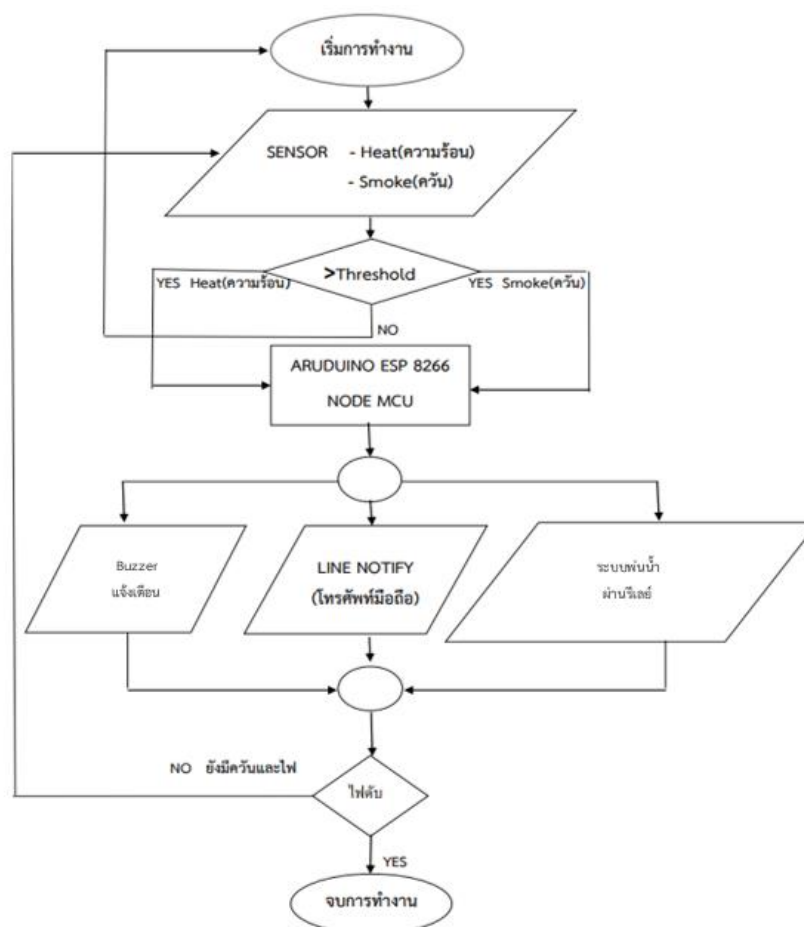 เริ่มการทำงาน
SENSOR - Heat(ความร้อน)
- Smoke(ควัน)
>Threshold
YES Heat(ความร้อน)
YES Smoke(ควัน)
NO
ARUDUINO ESP 8266
NODE MCU
Buzzer
แจ้งเตือน
LINE NOTIFY
(โทรศัพท์มือถือ)
ระบบพ่นน้ำ
ผ่านรีเลย์
NO ยังมีควันและไฟ
ไฟดับ
YES
จบการทำงาน